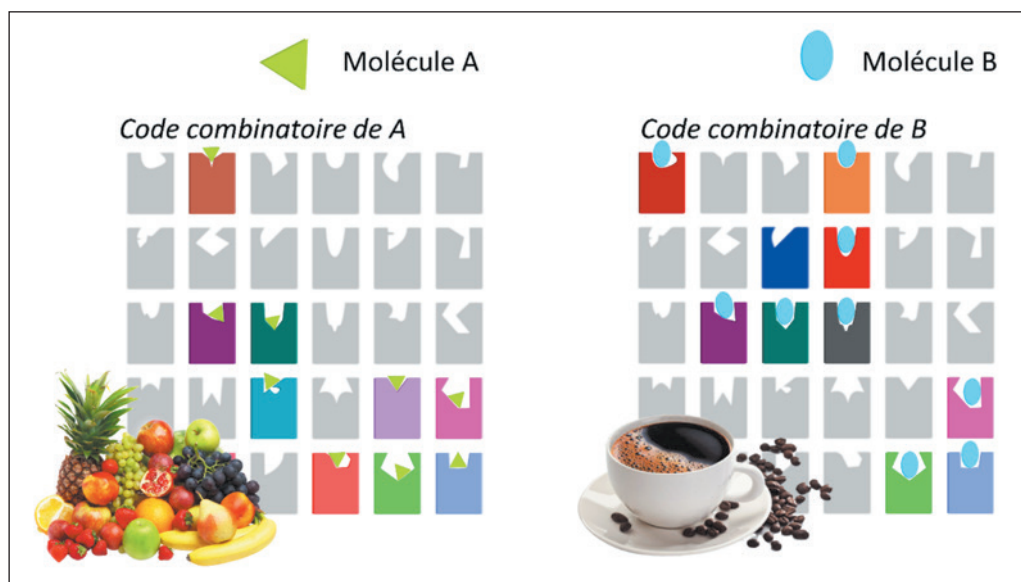 Molécule A
Molécule B
Code combinatoire de A
Code combinatoire de B